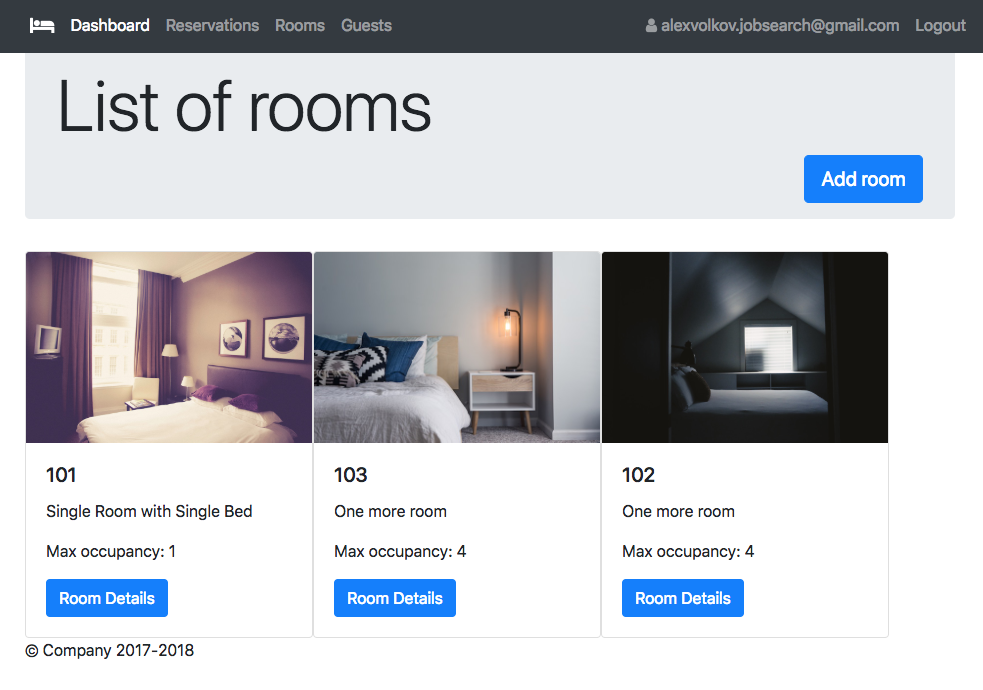 Dashboard Reservations Rooms Guests alexvolkov.jobsearch@gmail.com Logout
List of rooms
Add room
101
Single Room with Single Bed
Max occupancy: 1
Room Details
103
One more room
Max occupancy: 4
Room Details
102
One more room
Max occupancy: 4
Room Details
© Company 2017-2018